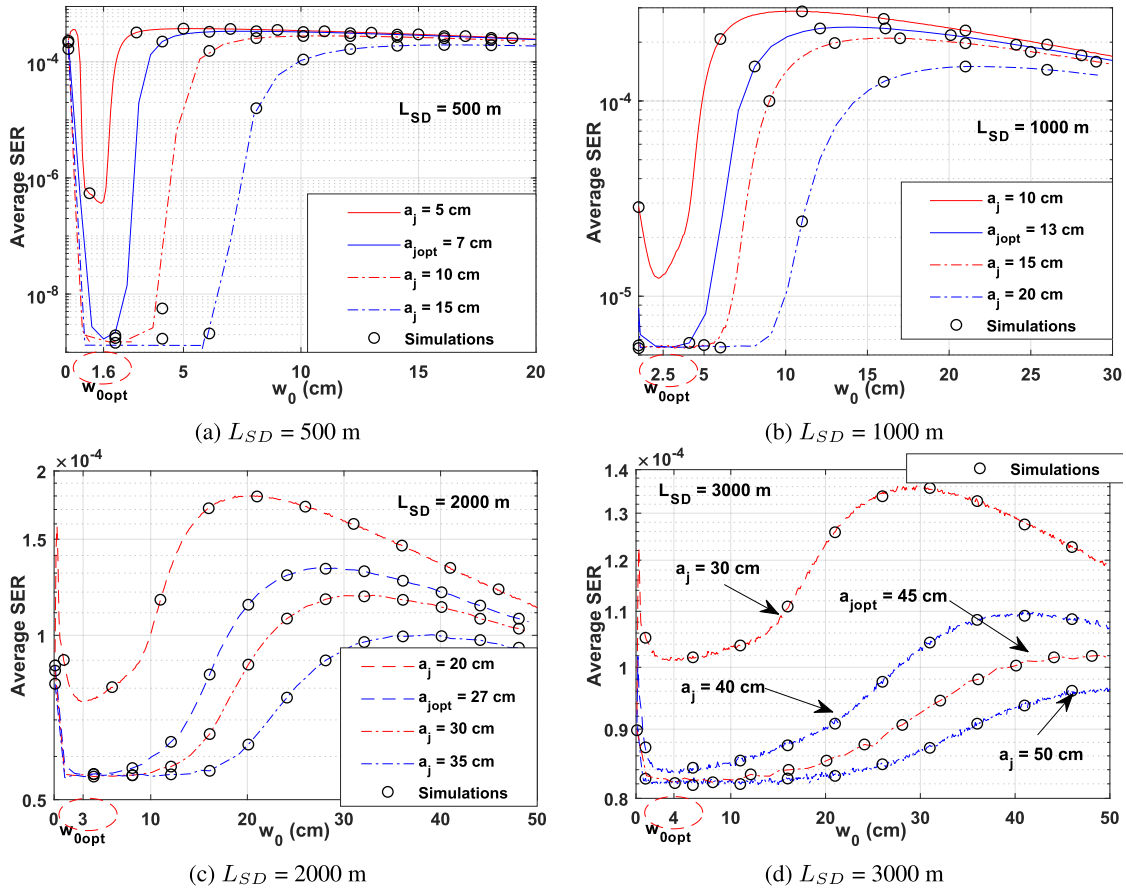 10^-4
10^-6
10^-8
Average SER
L_SD = 500 m
a_j = 5 cm
a_jopt = 7 cm
a_j = 10 cm
a_j = 15 cm
Simulations
0 1.6 5 10 15 20
w_0opt
w_0 (cm)
(a) L_SD = 500 m
10^-4
10^-5
Average SER
L_SD = 1000 m
a_j = 10 cm
a_jopt = 13 cm
a_j = 15 cm
a_j = 20 cm
Simulations
2.5 5 10 15 20 25 30
w_0opt
w_0 (cm)
(b) L_SD = 1000 m
×10^-4
2
1
0.5
Average SER
L_SD = 2000 m
a_j = 20 cm
a_jopt = 27 cm
a_j = 30 cm
a_j = 35 cm
Simulations
0 3 10 20 30 40 50
w_0opt
w_0 (cm)
(c) L_SD = 2000 m
×10^-4
1.4
1.3
1.2
1.1
1
0.9
0.8
Average SER
Simulations
L_SD = 3000 m
a_j = 30 cm
a_jopt = 45 cm
a_j = 40 cm
a_j = 50 cm
0 4 10 20 30 40 50
w_0opt
w_0 (cm)
(d) L_SD = 3000 m